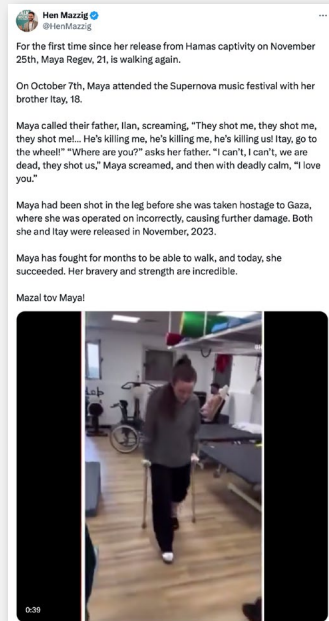 Hen Mazzig
@HenMazzig
For the first time since her release from Hamas captivity on November
25th, Maya Regev, 21, is walking again.
On October 7th, Maya attended the Supernova music festival with her
brother Itay, 18.
Maya called their father, Ilan, screaming, “They shot me, they shot me,
they shot me!... He’s killing me, he’s killing me, he’s killing us! Itay, go to
the wheel!” “Where are you?” asks her father. “I can’t, I can’t, we are
dead, they shot us,” Maya screamed, and then with deadly calm, “I love
you.”
Maya had been shot in the leg before she was taken hostage to Gaza,
where she was operated on incorrectly, causing further damage. Both
she and Itay were released in November, 2023.
Maya has fought for months to be able to walk, and today, she
succeeded. Her bravery and strength are incredible.
Mazal tov Maya!
0:39